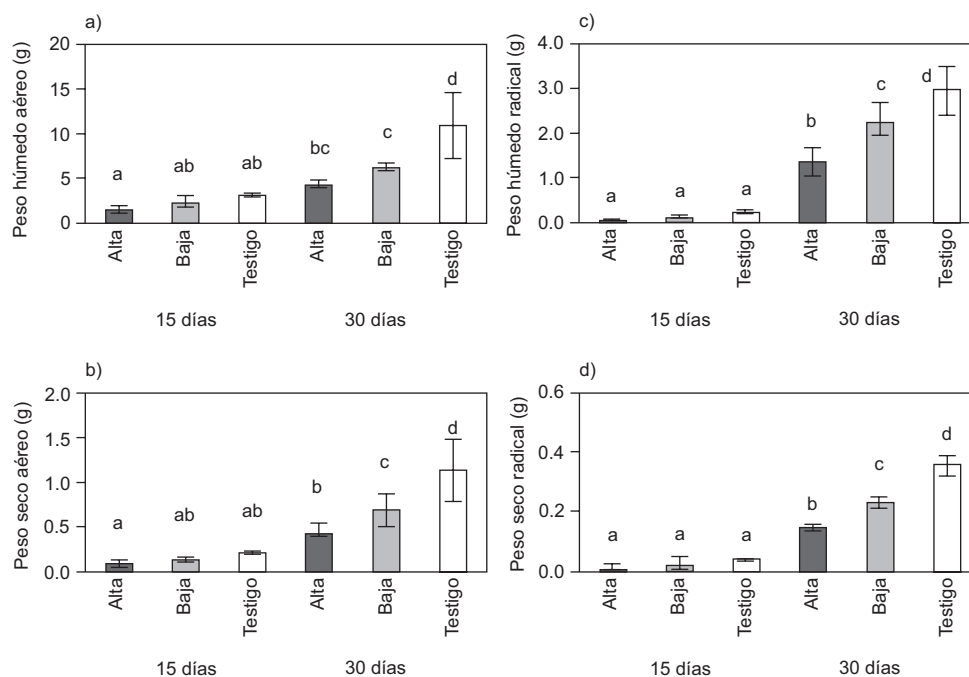 a)
Peso húmedo aéreo (g)
20
15
10
5
0
a
ab
ab
bc
c
d
Alta
Baja
Testigo
Alta
Baja
Testigo
15 días
30 días
c)
Peso húmedo radical (g)
4.0
3.0
2.0
1.0
0.0
a
a
a
b
c
d
Alta
Baja
Testigo
Alta
Baja
Testigo
15 días
30 días
b)
Peso seco aéreo (g)
2.0
1.5
1.0
0.5
0.0
a
ab
ab
b
c
d
Alta
Baja
Testigo
Alta
Baja
Testigo
15 días
30 días
d)
Peso seco radical (g)
0.6
0.4
0.2
0.0
a
a
a
b
c
d
Alta
Baja
Testigo
Alta
Baja
Testigo
15 días
30 días